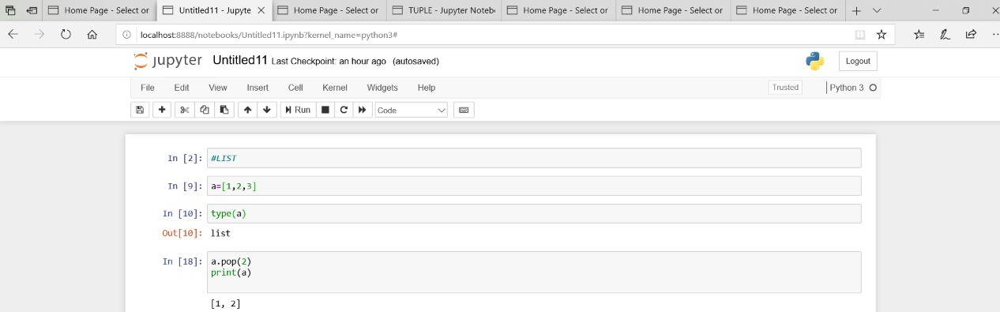 Home Page - Select or
Untitled11 - Jupyte
Home Page - Select or
TUPLE - Jupyter Noteb
Home Page - Select or
Home Page - Select or
Home Page - Select or
localhost:8888/notebooks/Untitled11.ipynb?kernel_name=python3#
jupyter Untitled11 Last Checkpoint: an hour ago (autosaved)
Logout
File Edit View Insert Cell Kernel Widgets Help
Trusted
Python 3
Run
Code
In [2]: #LIST
In [9]: a=[1,2,3]
In [10]: type(a)
Out[10]: list
In [18]: a.pop(2)
print(a)
[1, 2]